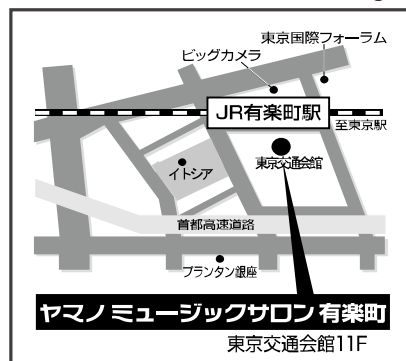 東京国際フォーラム
ビッグカメラ
JR有楽町駅
至東京駅
東京交通会館
イトシア
首都高速道路
プランタン銀座
ヤマノ ミュージックサロン 有楽町
東京交通会館11F